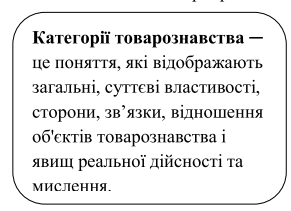 Категорії товарознавства —
це поняття, які відображають
загальні, суттєві властивості,
сторони, зв’язки, відношення
об'єктів товарознавства і
явищ реальної дійсності та
мислення.